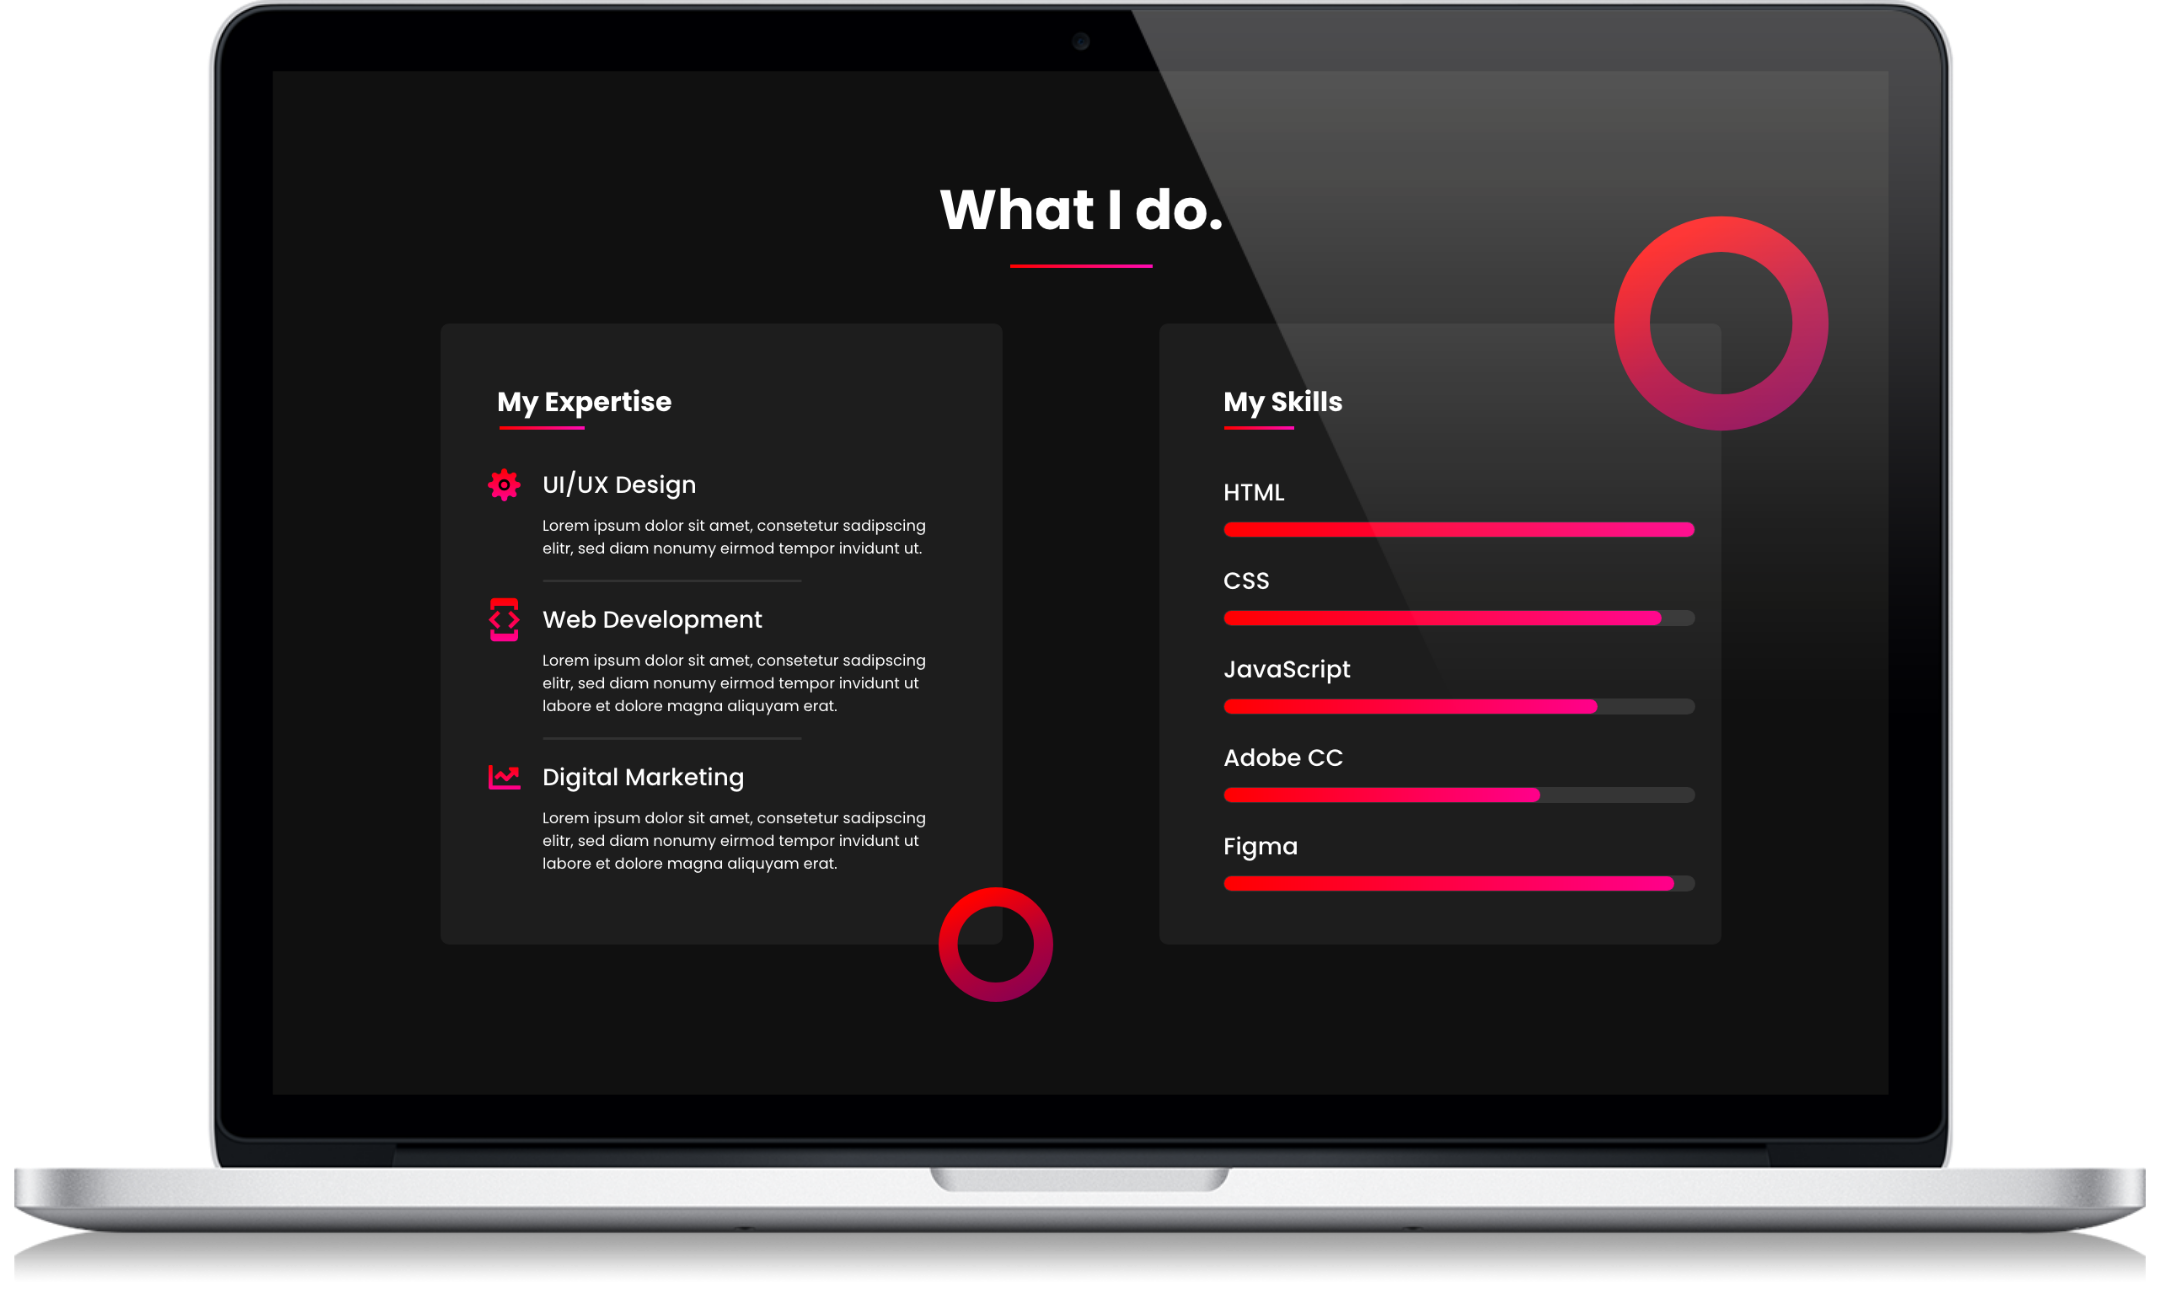 What I do.
My Expertise
UI/UX Design
Lorem ipsum dolor sit amet, consetetur sadipscing
elitr, sed diam nonumy eirmod tempor invidunt ut.
Web Development
Lorem ipsum dolor sit amet, consetetur sadipscing
elitr, sed diam nonumy eirmod tempor invidunt ut
labore et dolore magna aliquyam erat.
Digital Marketing
Lorem ipsum dolor sit amet, consetetur sadipscing
elitr, sed diam nonumy eirmod tempor invidunt ut
labore et dolore magna aliquyam erat.
My Skills
HTML
CSS
JavaScript
Adobe CC
Figma